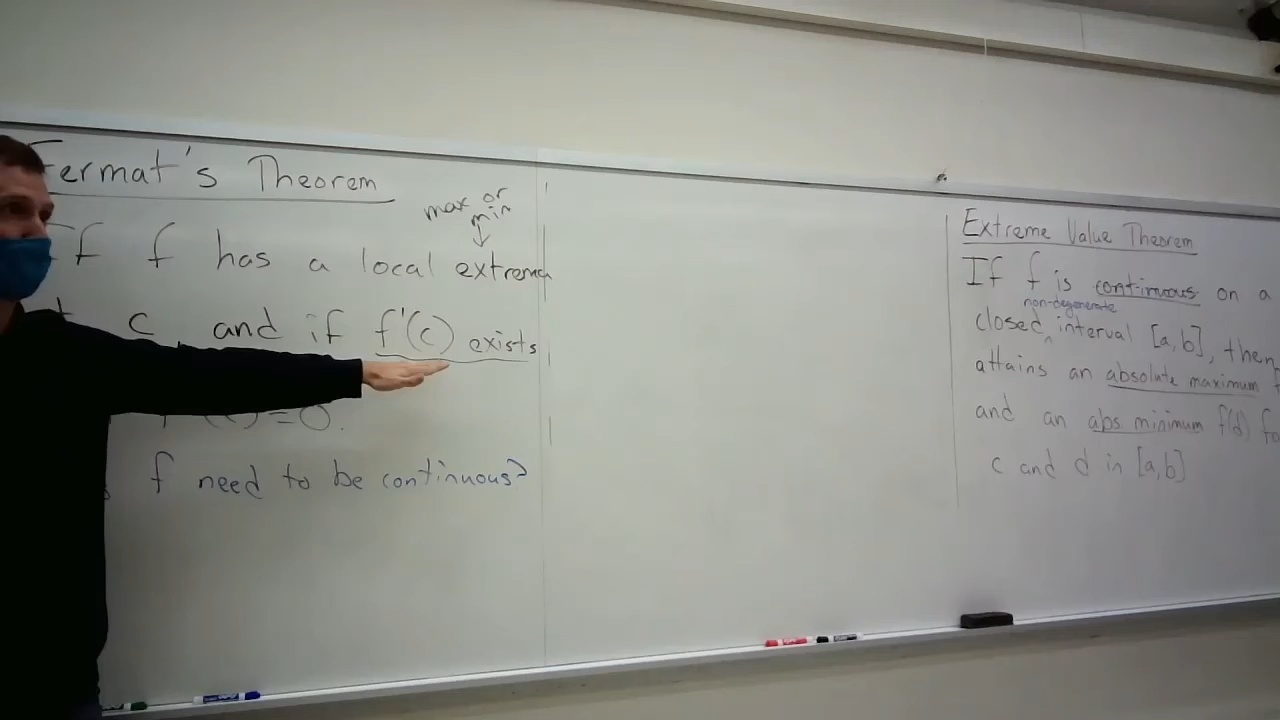 Fermat's Theorem
max or
min
If f has a local extrema
c and if f'(c) exists
=0.
f need to be continuous?
Extreme Value Theorem
If f is continuous on a
non-degenerate
closed interval [a,b], then
attains an absolute maximum
and an abs minimum f(d)
c and d in [a,b]